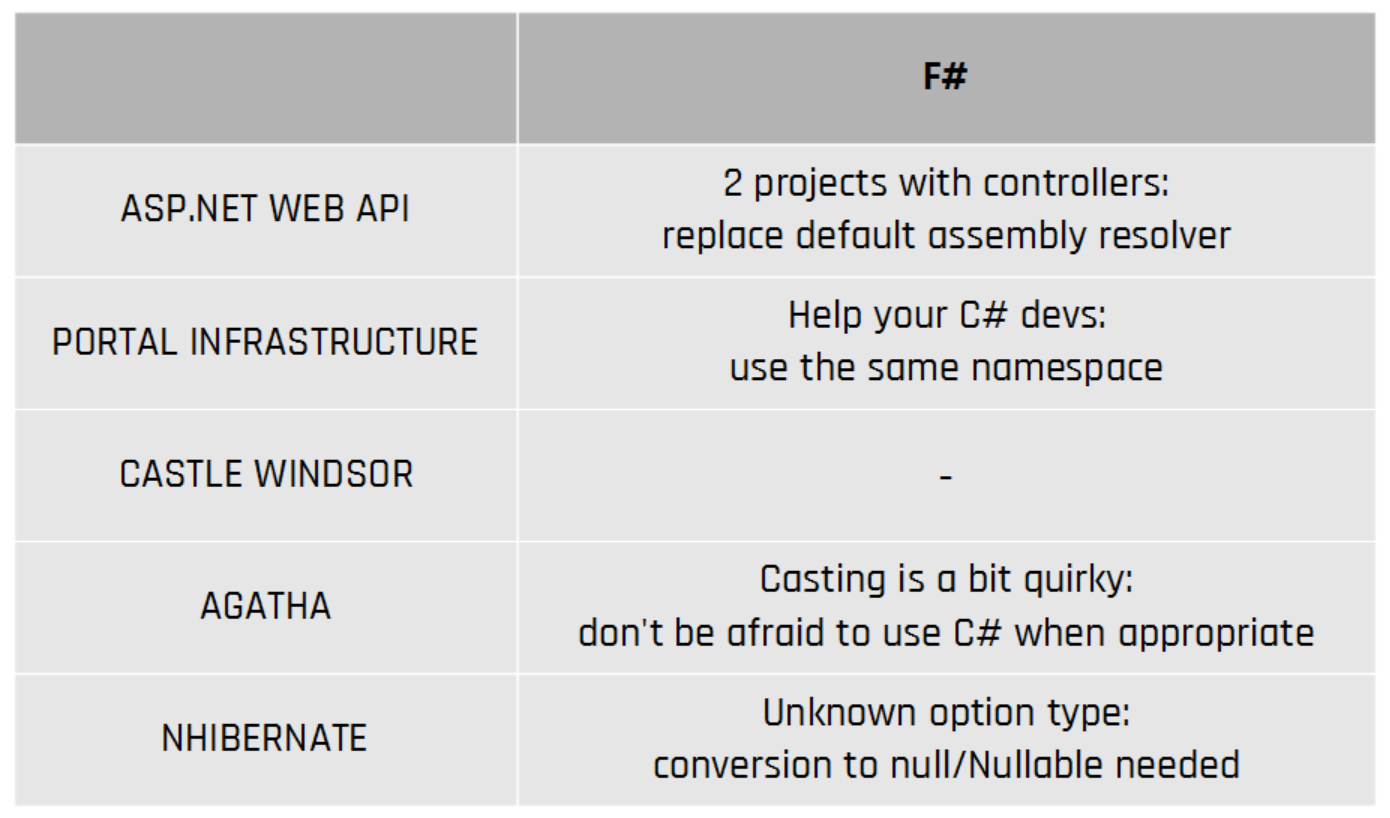 F#
ASP.NET WEB API
2 projects with controllers:
replace default assembly resolver
PORTAL INFRASTRUCTURE
Help your C# devs:
use the same namespace
CASTLE WINDSOR
-
AGATHA
Casting is a bit quirky:
don't be afraid to use C# when appropriate
NHIBERNATE
Unknown option type:
conversion to null/Nullable needed